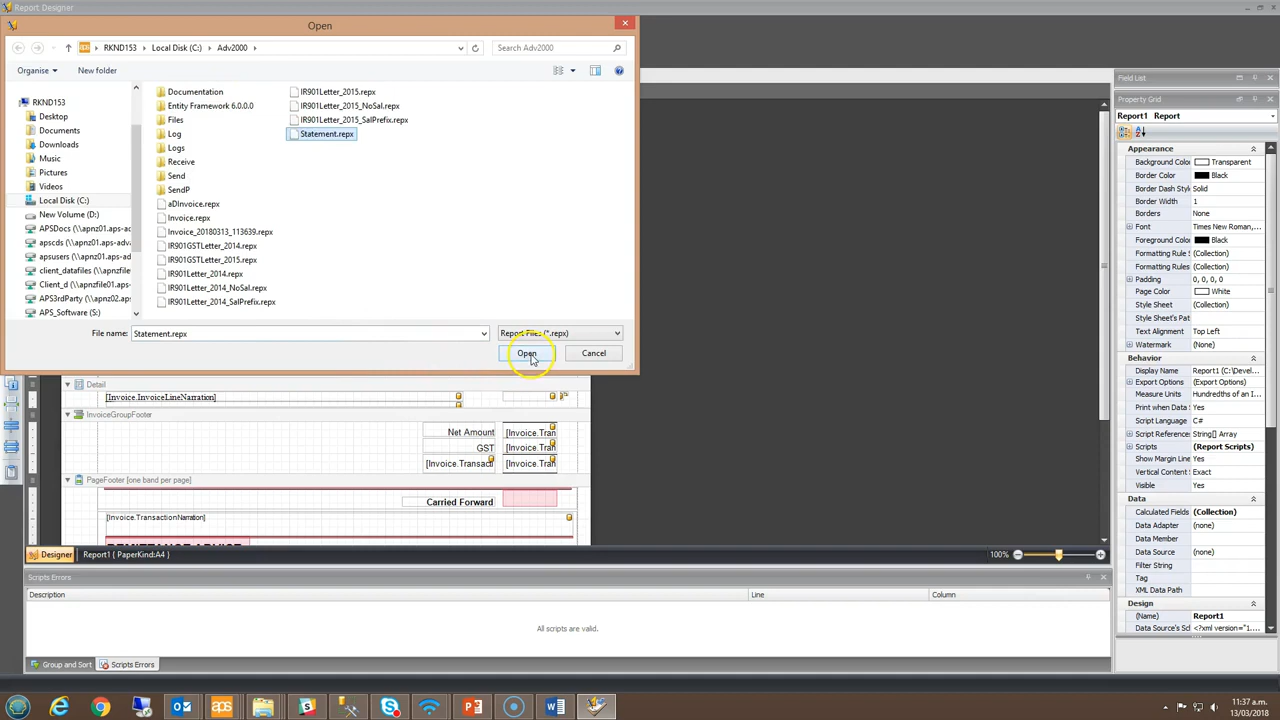 Report Designer
Open
RKND153 Local Disk (C:) Adv2000
Search Adv2000
Organise New folder
RKND153
Desktop
Documents
Downloads
Music
Pictures
Videos
Local Disk (C:)
New Volume (D:)
APSDocs (\\apnz01.aps-adv
apscds (\\apnz01.aps-adva
apsusers (\\apnz01.aps-ad
client_datafiles (\\apnzfile1
Client_d (\\apnzfile1
APS3rdParty (\\apnz02.aps-
APS_Software (S:)
Documentation
Entity Framework 6.0.0.0
Files
Log
Logs
Receive
Send
SendP
aDInvoice.repx
Invoice.repx
Invoice_20180313_113639.repx
IR901GSTLetter_2014.repx
IR901GSTLetter_2015.repx
IR901Letter_2014.repx
IR901Letter_2014_NoSal.repx
IR901Letter_2014_SalPrefix.repx
IR901Letter_2015.repx
IR901Letter_2015_NoSal.repx
IR901Letter_2015_SalPrefix.repx
Statement.repx
File name: Statement.repx
Report Files (*.repx)
Open Cancel
Detail
[Invoice.InvoiceLineNarration]
InvoiceGroupFooter
Net Amount [Invoice.Tran
GST [Invoice.Tran
[Invoice.Transac [Invoice.Tran
PageFooter [one band per page]
Carried Forward
[Invoice.TransactionNarration]
REMITTANCE ADVICE
Designer Report1 { PaperKind:A4 } 100%
Scripts Errors
Description Line Column
All scripts are valid.
Group and Sort Scripts Errors
Field List
Property Grid
Report1 Report
Appearance
Background Colo Transparent
Border Color Black
Border Dash Style Solid
Border Width 1
Borders None
Font Times New Roman,...
Foreground Color Black
Formatting Rule S (Collection)
Formatting Rules (Collection)
Padding 0, 0, 0, 0
Page Color White
Style Sheet (Collection)
Style Sheet's Pat
Text Alignment Top Left
Watermark (None)
Behavior
Display Name Report1 (C:\Devel...
Export Options (Export Options)
Measure Units Hundredths of an I...
Print when Data S Yes
Script Language C#
Script References String[] Array
Scripts (Report Scripts)
Show Margin Line Yes
Vertical Content S Exact
Visible Yes
Data
Calculated Fields (Collection)
Data Adapter (none)
Data Member
Data Source (none)
Filter String
Tag
XML Data Path
Design
(Name) Report1
Data Source's Sc <?xml version="1....
aps
11:37 a.m.
13/03/2018